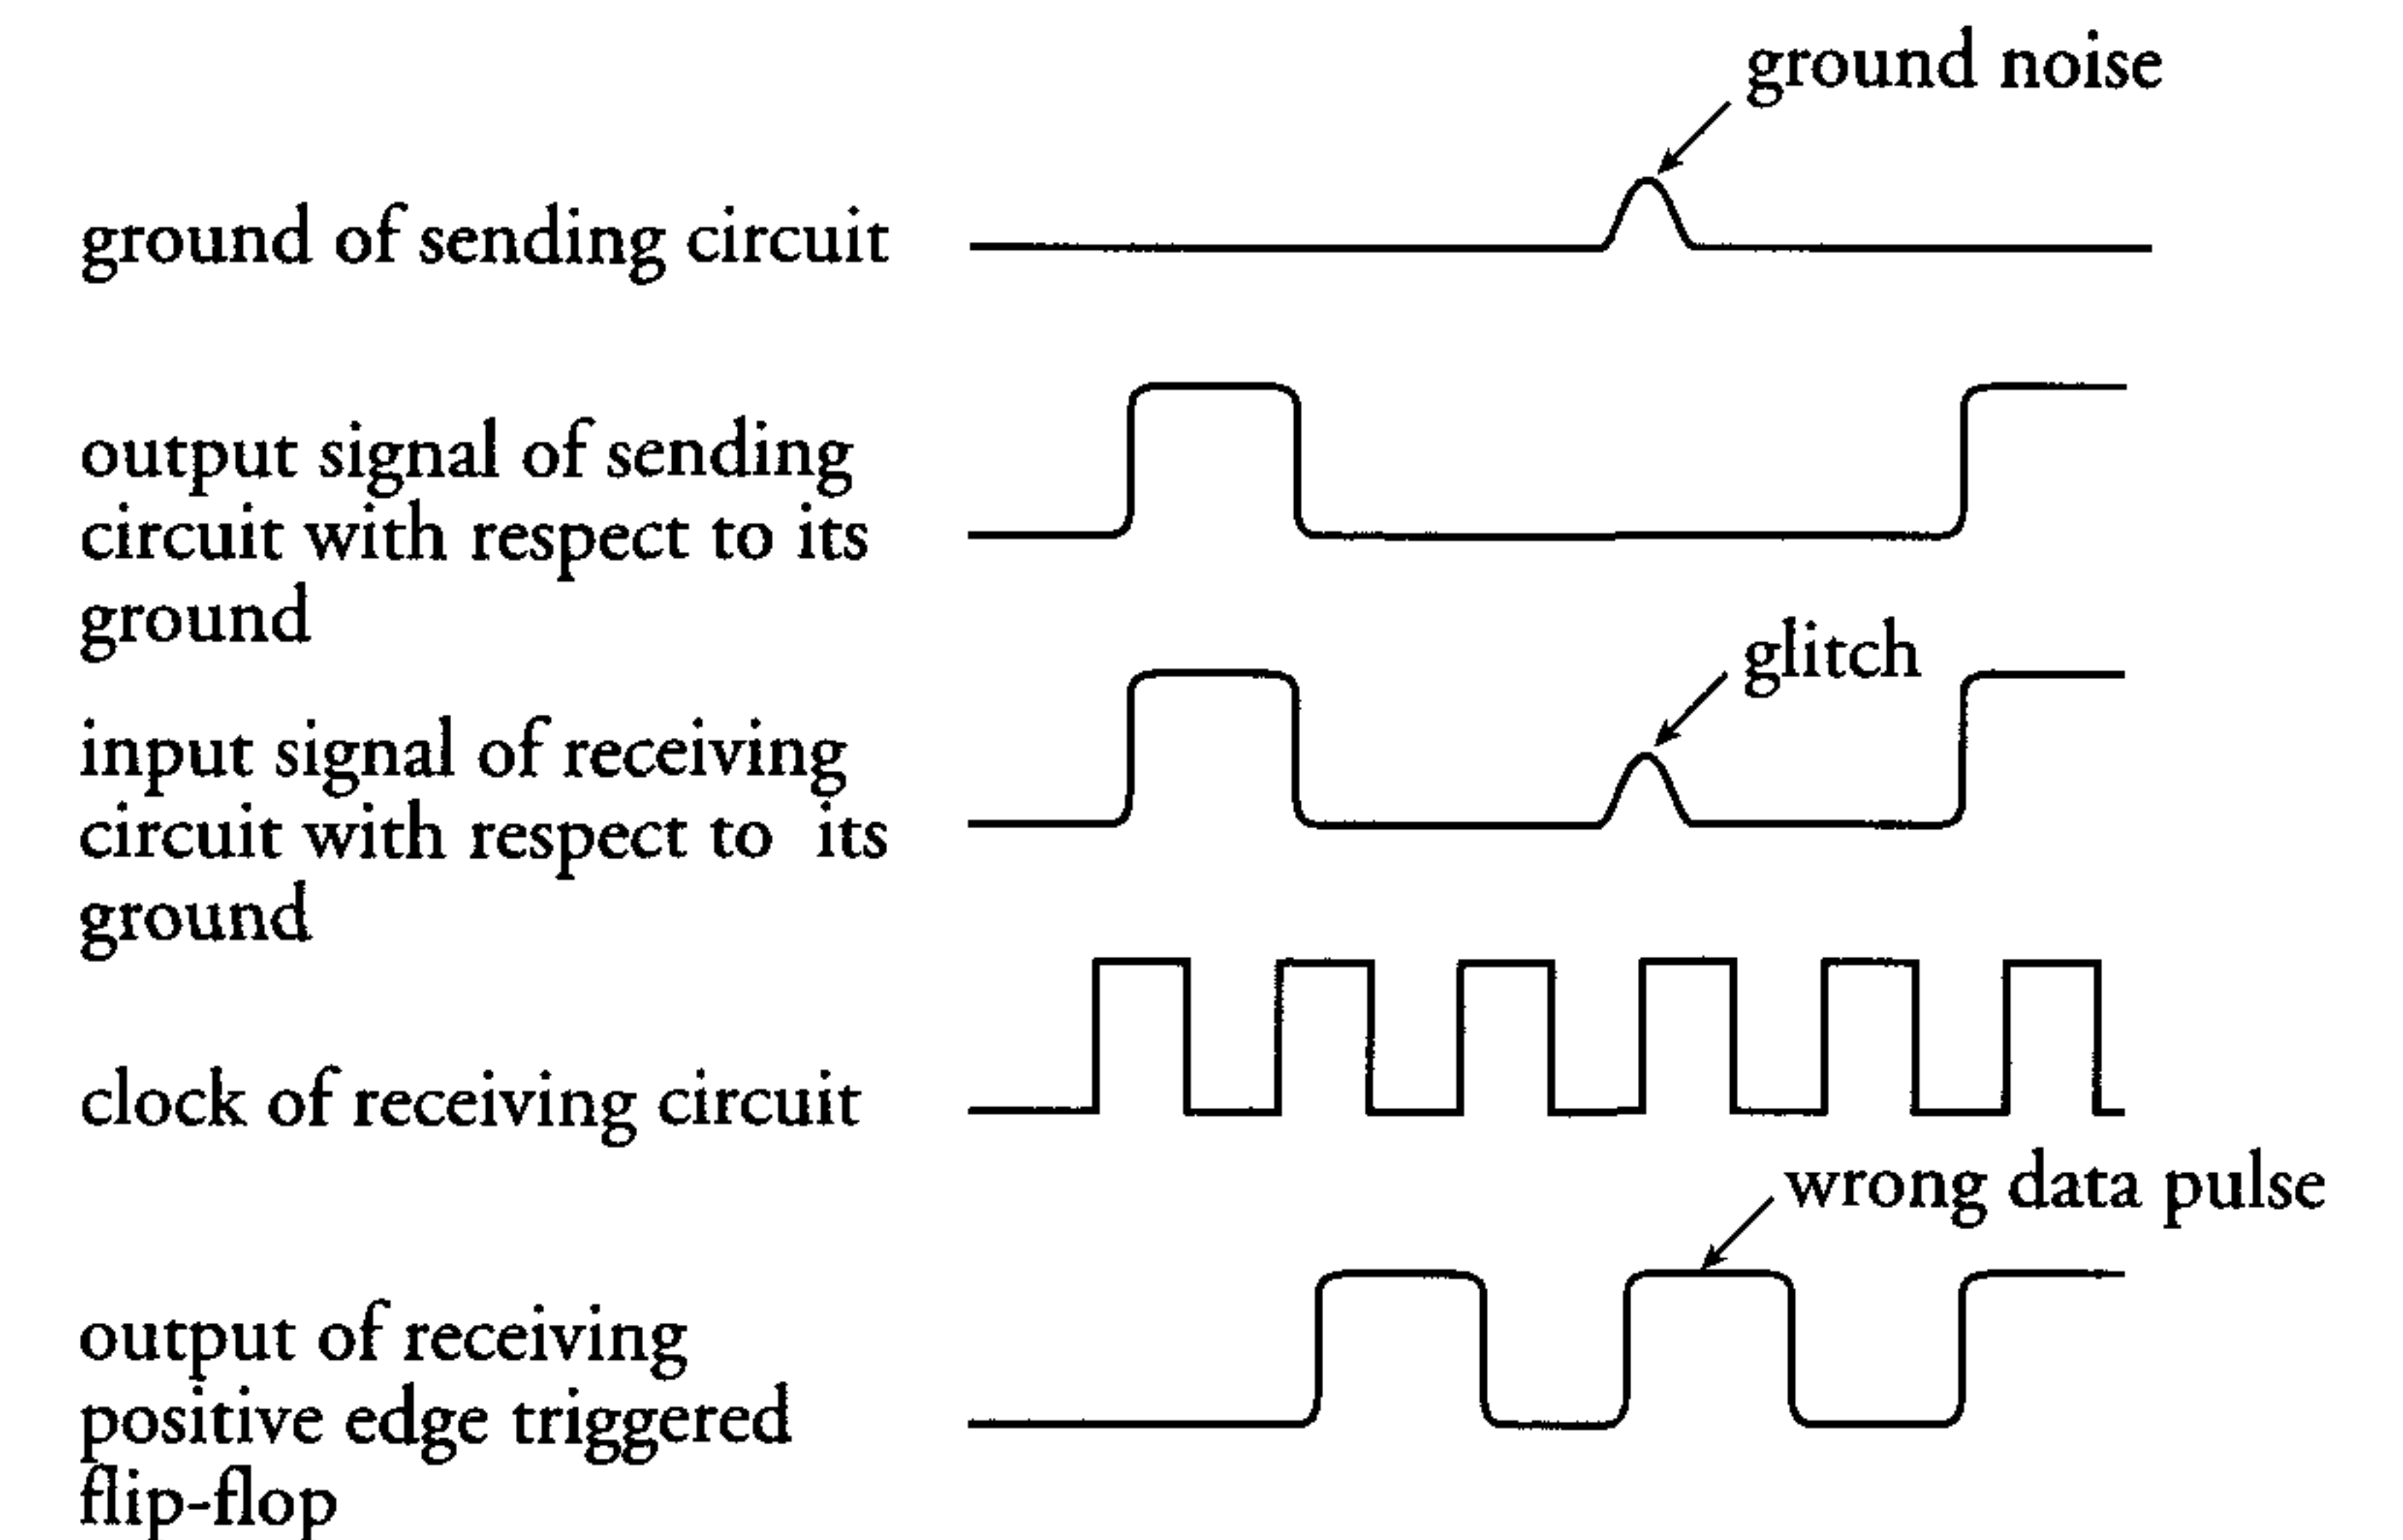 ground noise
ground of sending circuit
output signal of sending
circuit with respect to its
ground
glitch
input signal of receiving
circuit with respect to its
ground
clock of receiving circuit
wrong data pulse
output of receiving
positive edge triggered
flip-flop